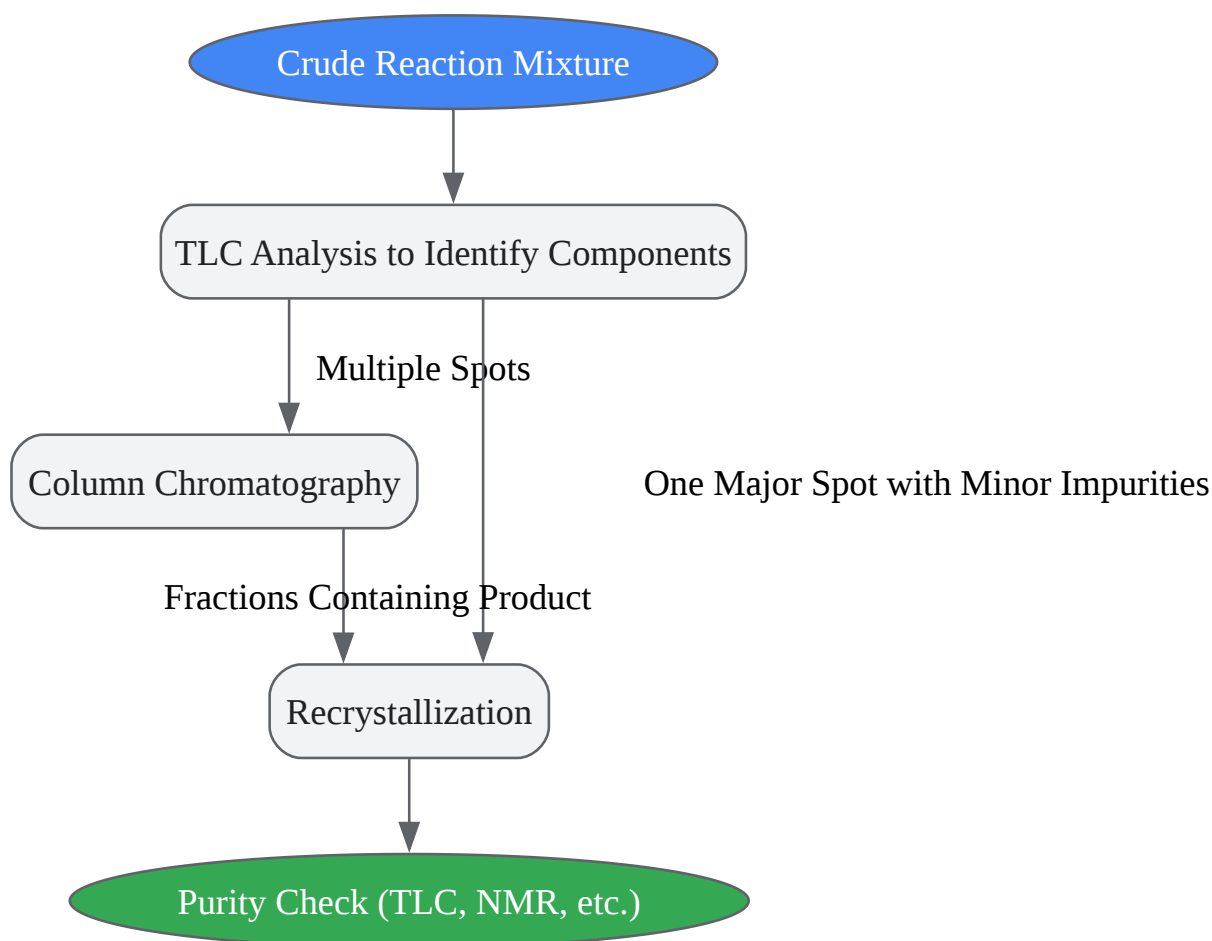 Crude Reaction Mixture
TLC Analysis to Identify Components
Multiple Spots
Column Chromatography
One Major Spot with Minor Impurities
Fractions Containing Product
Recrystallization
Purity Check (TLC, NMR, etc.)